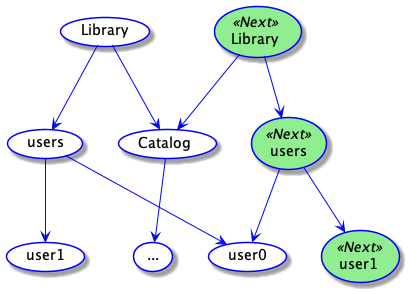 Library
«Next»
Library
users
Catalog
«Next»
users
user1
...
user0
«Next»
user1